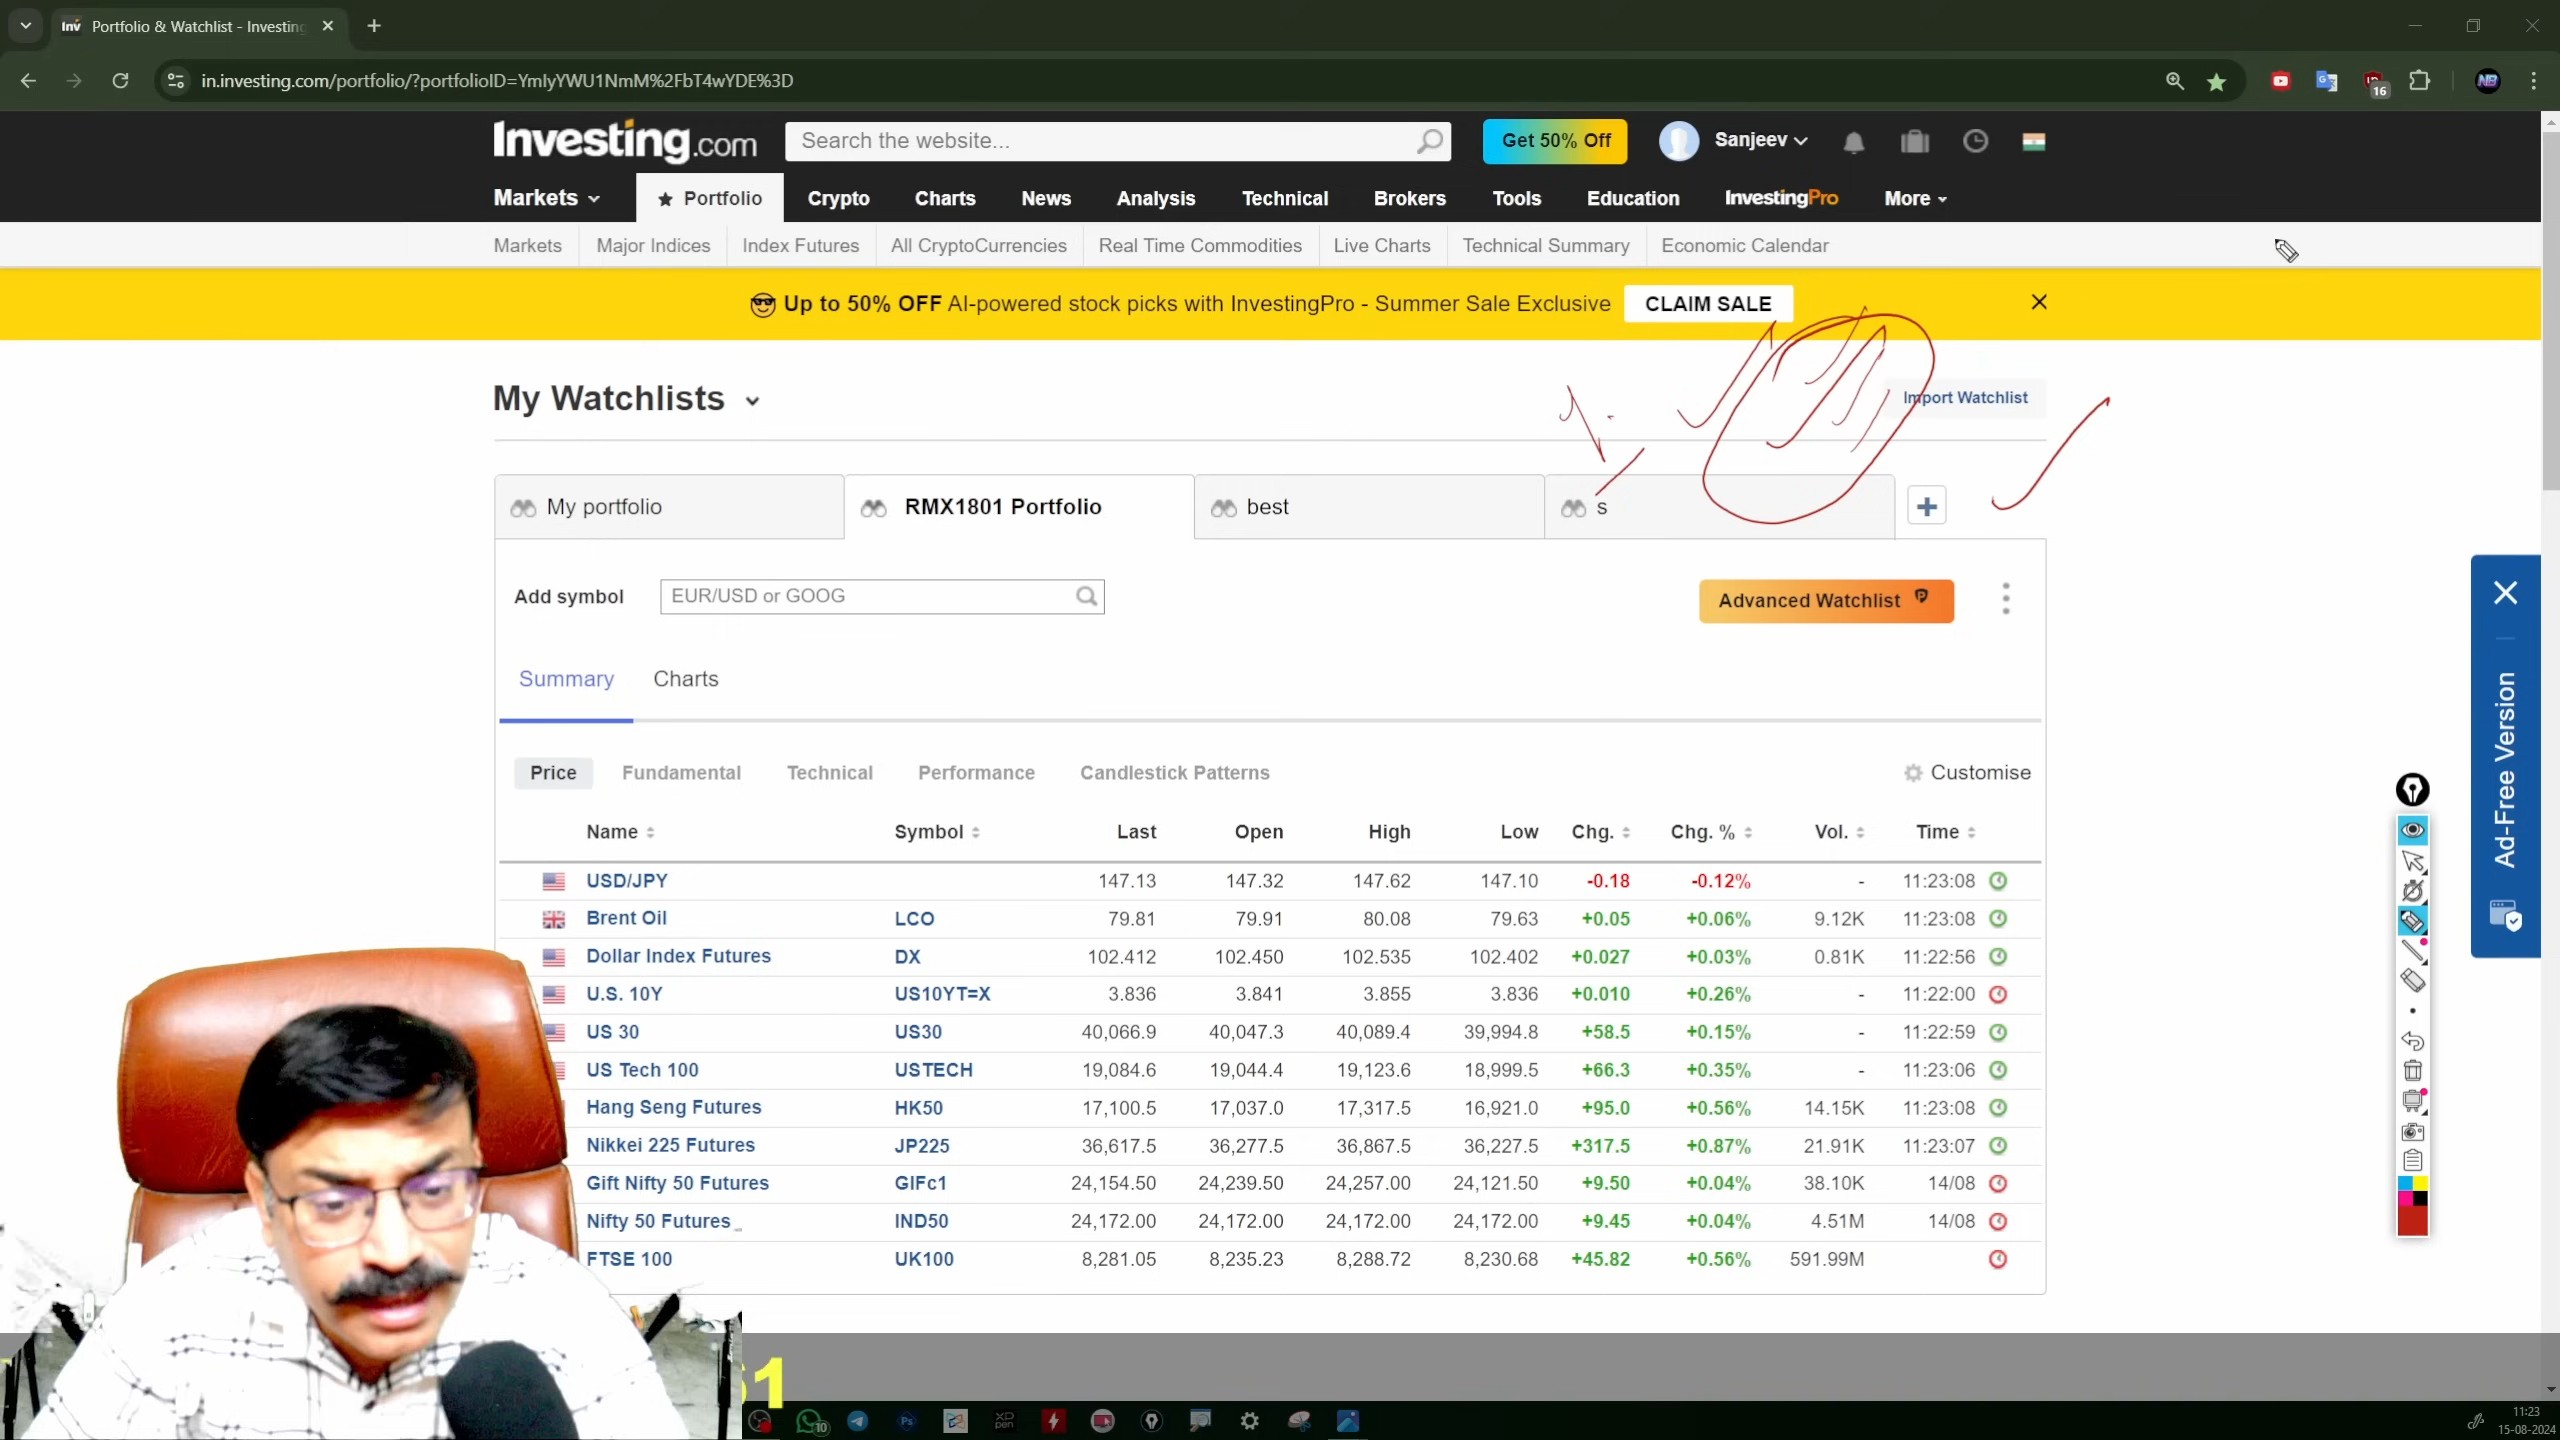 Portfolio & Watchlist - Investing
in.investing.com/portfolio/?portfolioID=YmIyYWU1NmM%2FbT4wYDE%3D
16
NB
Investing.com
Search the website...
Get 50% Off
Sanjeev
Markets
Portfolio
Crypto
Charts
News
Analysis
Technical
Brokers
Tools
Education
InvestingPro
More
Markets
Major Indices
Index Futures
All CryptoCurrencies
Real Time Commodities
Live Charts
Technical Summary
Economic Calendar
Up to 50% OFF AI-powered stock picks with InvestingPro - Summer Sale Exclusive
CLAIM SALE
My Watchlists
Import Watchlist
My portfolio
RMX1801 Portfolio
best
s
Add symbol
EUR/USD or GOOG
Advanced Watchlist
Summary
Charts
Price
Fundamental
Technical
Performance
Candlestick Patterns
Customise
Name Symbol Last Open High Low Chg. Chg. % Vol. Time
USD/JPY 147.13 147.32 147.62 147.10 -0.18 -0.12% - 11:23:08
Brent Oil LCO 79.81 79.91 80.08 79.63 +0.05 +0.06% 9.12K 11:23:08
Dollar Index Futures DX 102.412 102.450 102.535 102.402 +0.027 +0.03% 0.81K 11:22:56
U.S. 10Y US10YT=X 3.836 3.841 3.855 3.836 +0.010 +0.26% - 11:22:00
US 30 US30 40,066.9 40,047.3 40,089.4 39,994.8 +58.5 +0.15% - 11:22:59
US Tech 100 USTECH 19,084.6 19,044.4 19,123.6 18,999.5 +66.3 +0.35% - 11:23:06
Hang Seng Futures HK50 17,100.5 17,037.0 17,317.5 16,921.0 +95.0 +0.56% 14.15K 11:23:08
Nikkei 225 Futures JP225 36,617.5 36,277.5 36,867.5 36,227.5 +317.5 +0.87% 21.91K 11:23:07
Gift Nifty 50 Futures GIFc1 24,154.50 24,239.50 24,257.00 24,121.50 +9.50 +0.04% 38.10K 14/08
Nifty 50 Futures IND50 24,172.00 24,172.00 24,172.00 24,172.00 +9.45 +0.04% 4.51M 14/08
FTSE 100 UK100 8,281.05 8,235.23 8,288.72 8,230.68 +45.82 +0.56% 591.99M
Ad-Free Version
10
Ps
11:23
15-08-2024